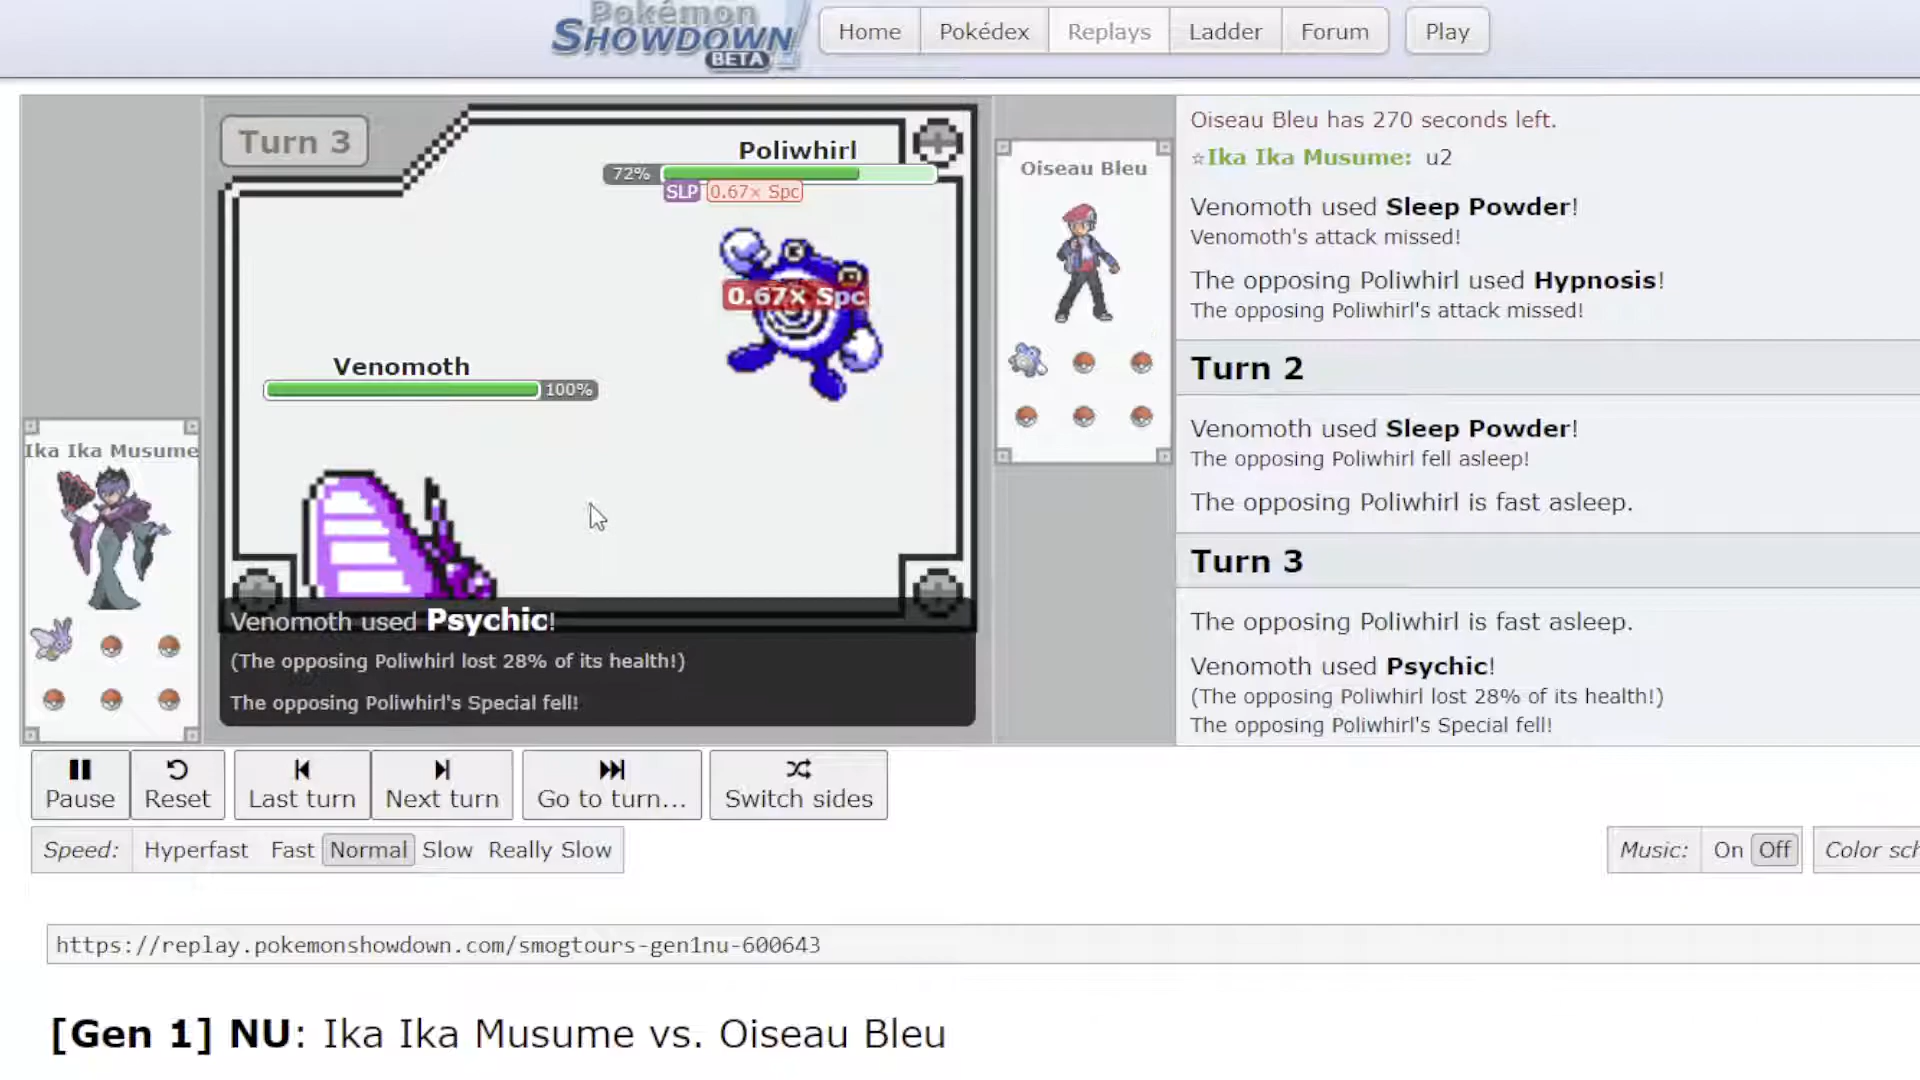 Pokémon
SHOWDOWN
BETA
Home
Pokédex
Replays
Ladder
Forum
Play
Turn 3
Poliwhirl
72%
SLP 0.67× Spc
0.67× Spc
Venomoth
100%
Ika Ika Musume
Oiseau Bleu
Venomoth used Psychic!
(The opposing Poliwhirl lost 28% of its health!)
The opposing Poliwhirl's Special fell!
Oiseau Bleu has 270 seconds left.
☆Ika Ika Musume: u2
Venomoth used Sleep Powder!
Venomoth's attack missed!
The opposing Poliwhirl used Hypnosis!
The opposing Poliwhirl's attack missed!
Turn 2
Venomoth used Sleep Powder!
The opposing Poliwhirl fell asleep!
The opposing Poliwhirl is fast asleep.
Turn 3
The opposing Poliwhirl is fast asleep.
Venomoth used Psychic!
(The opposing Poliwhirl lost 28% of its health!)
The opposing Poliwhirl's Special fell!
Pause
Reset
Last turn
Next turn
Go to turn...
Switch sides
Speed: Hyperfast Fast Normal Slow Really Slow
Music: On Off
Color sch
https://replay.pokemonshowdown.com/smogtours-gen1nu-600643
[Gen 1] NU: Ika Ika Musume vs. Oiseau Bleu